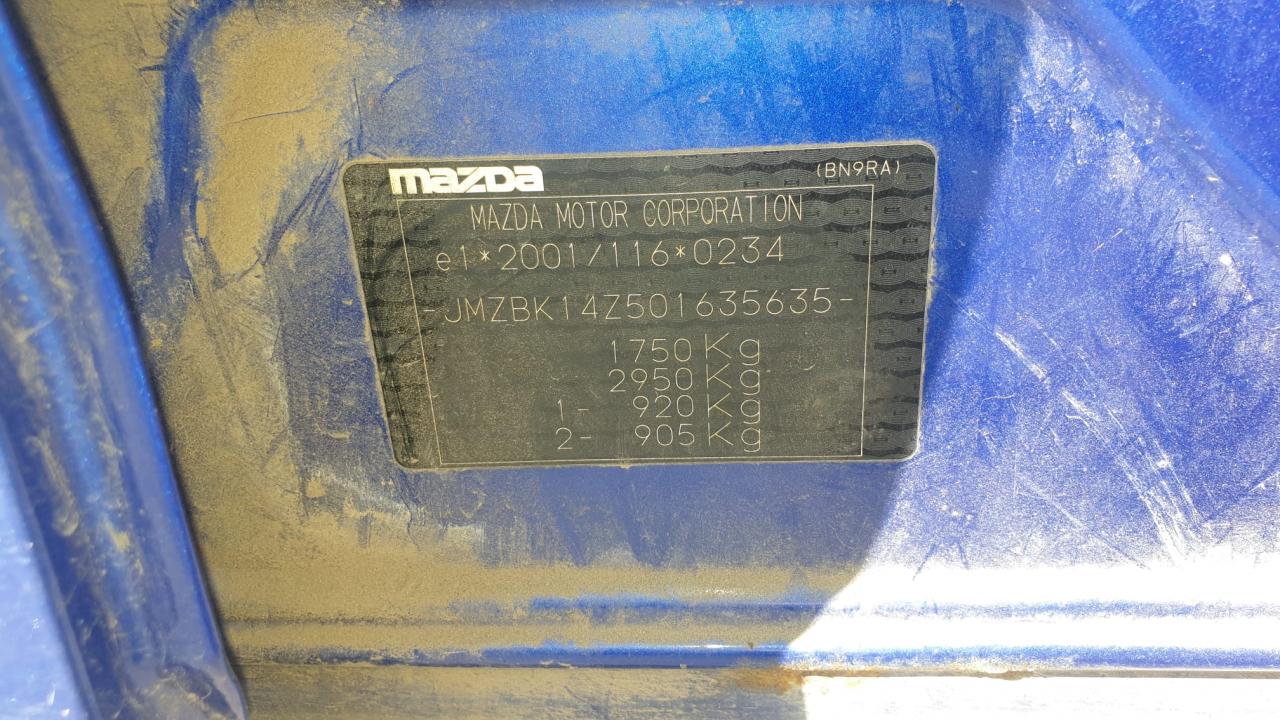 mazda (BN9RA)
MAZDA MOTOR CORPORATION
e1*2001/116*0234
-JMZBK14Z501635635-
1750 Kg
2950 Kg
1- 920 Kg
2- 905 Kg